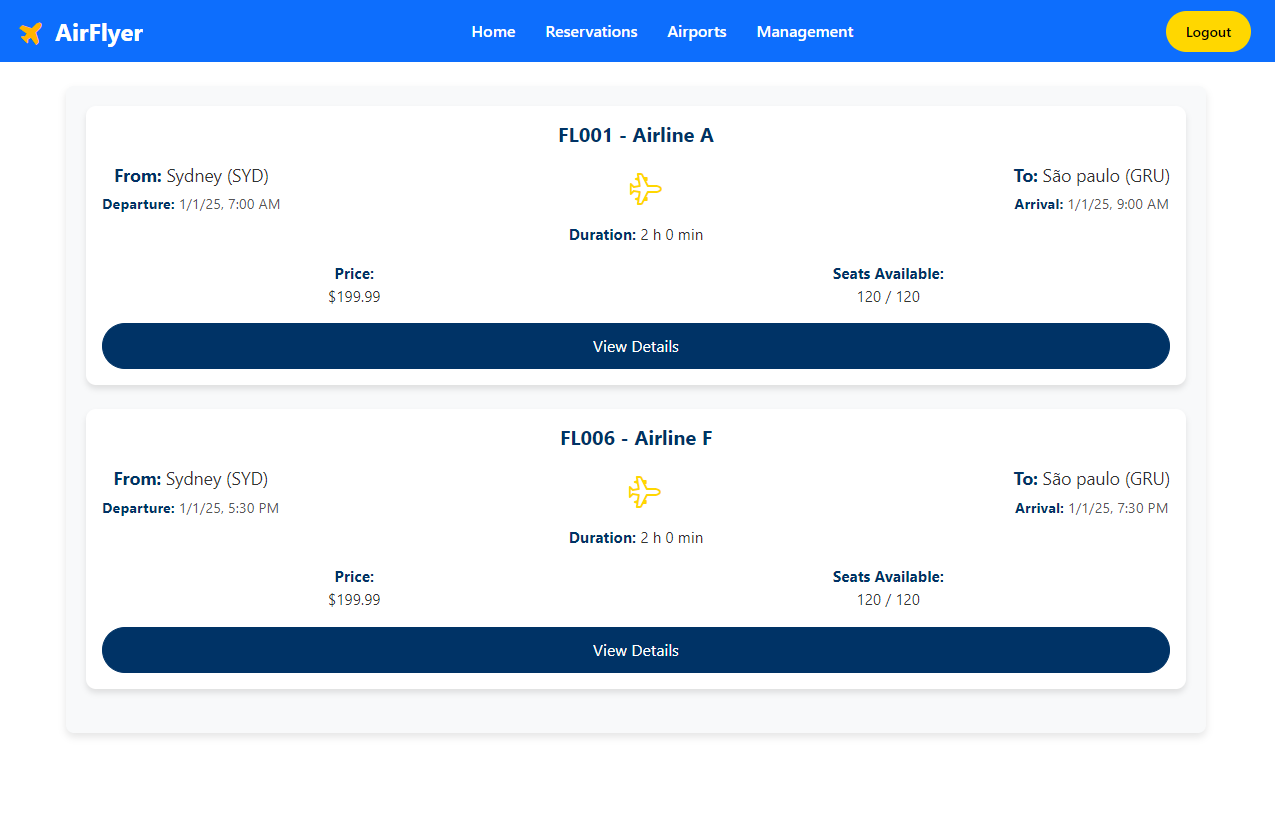 AirFlyer
Home Reservations Airports Management
Logout
FL001 - Airline A
From: Sydney (SYD)
Departure: 1/1/25, 7:00 AM
To: São paulo (GRU)
Arrival: 1/1/25, 9:00 AM
Duration: 2 h 0 min
Price:
$199.99
Seats Available:
120 / 120
View Details
FL006 - Airline F
From: Sydney (SYD)
Departure: 1/1/25, 5:30 PM
To: São paulo (GRU)
Arrival: 1/1/25, 7:30 PM
Duration: 2 h 0 min
Price:
$199.99
Seats Available:
120 / 120
View Details